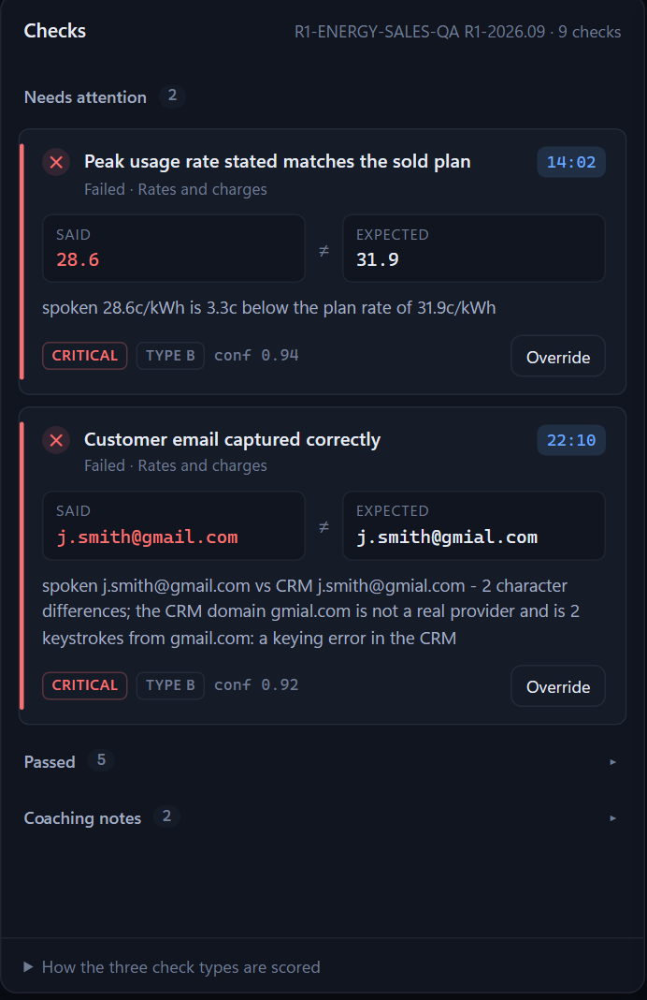 Checks
R1-ENERGY-SALES-QA R1-2026.09 · 9 checks
Needs attention 2
Peak usage rate stated matches the sold plan 14:02
Failed · Rates and charges
SAID
28.6
≠
EXPECTED
31.9
spoken 28.6c/kWh is 3.3c below the plan rate of 31.9c/kWh
CRITICAL TYPE B conf 0.94 Override
Customer email captured correctly 22:10
Failed · Rates and charges
SAID
j.smith@gmail.com
≠
EXPECTED
j.smith@gmial.com
spoken j.smith@gmail.com vs CRM j.smith@gmial.com - 2 character
differences; the CRM domain gmial.com is not a real provider and is 2
keystrokes from gmail.com: a keying error in the CRM
CRITICAL TYPE B conf 0.92 Override
Passed 5
Coaching notes 2
How the three check types are scored